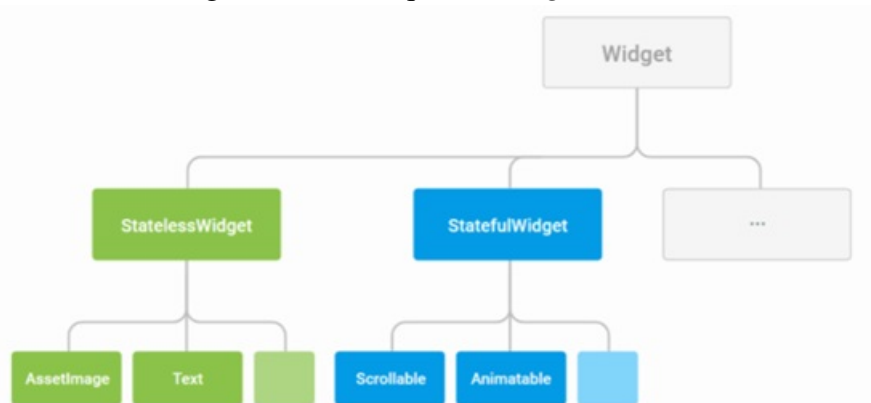 Widget
StatelessWidget
StatefulWidget
...
AssetImage
Text
Scrollable
Animatable